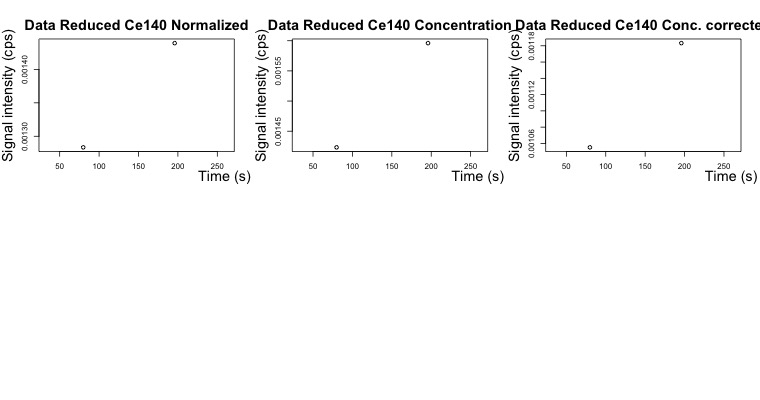 Data Reduced Ce140 Normalized
Signal intensity (cps)
0.00130
0.00140
50
100
150
200
250
Time (s)
Data Reduced Ce140 Concentration
Signal intensity (cps)
0.00145
0.00155
50
100
150
200
250
Time (s)
Data Reduced Ce140 Conc. correcte
Signal intensity (cps)
0.00106
0.00112
0.00118
50
100
150
200
250
Time (s)